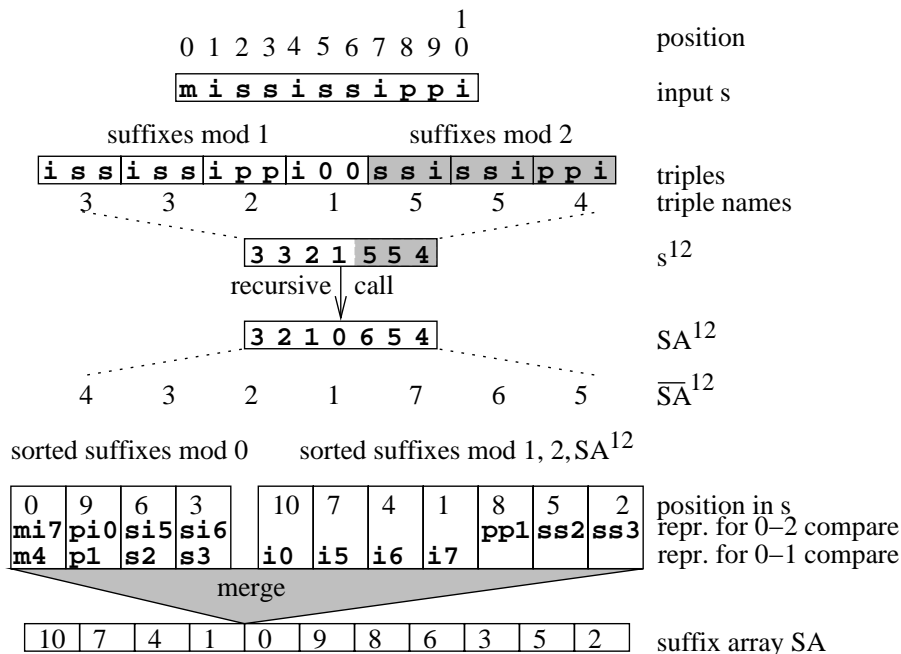 1
0 1 2 3 4 5 6 7 8 9 0 position
m i s s i s s i p p i input s
suffixes mod 1 suffixes mod 2
i s s i s s i p p i 0 0 s s i s s i p p i triples
3 3 2 1 5 5 4 triple names
3 3 2 1 5 5 4 s12
recursive call
3 2 1 0 6 5 4 SA12
4 3 2 1 7 6 5 SA12
sorted suffixes mod 0 sorted suffixes mod 1, 2, SA12
0 9 6 3 10 7 4 1 8 5 2 position in s
mi7 pi0 si5 si6 pp1 ss2 ss3 repr. for 0–2 compare
m4 p1 s2 s3 i0 i5 i6 i7 repr. for 0–1 compare
merge
10 7 4 1 0 9 8 6 3 5 2 suffix array SA